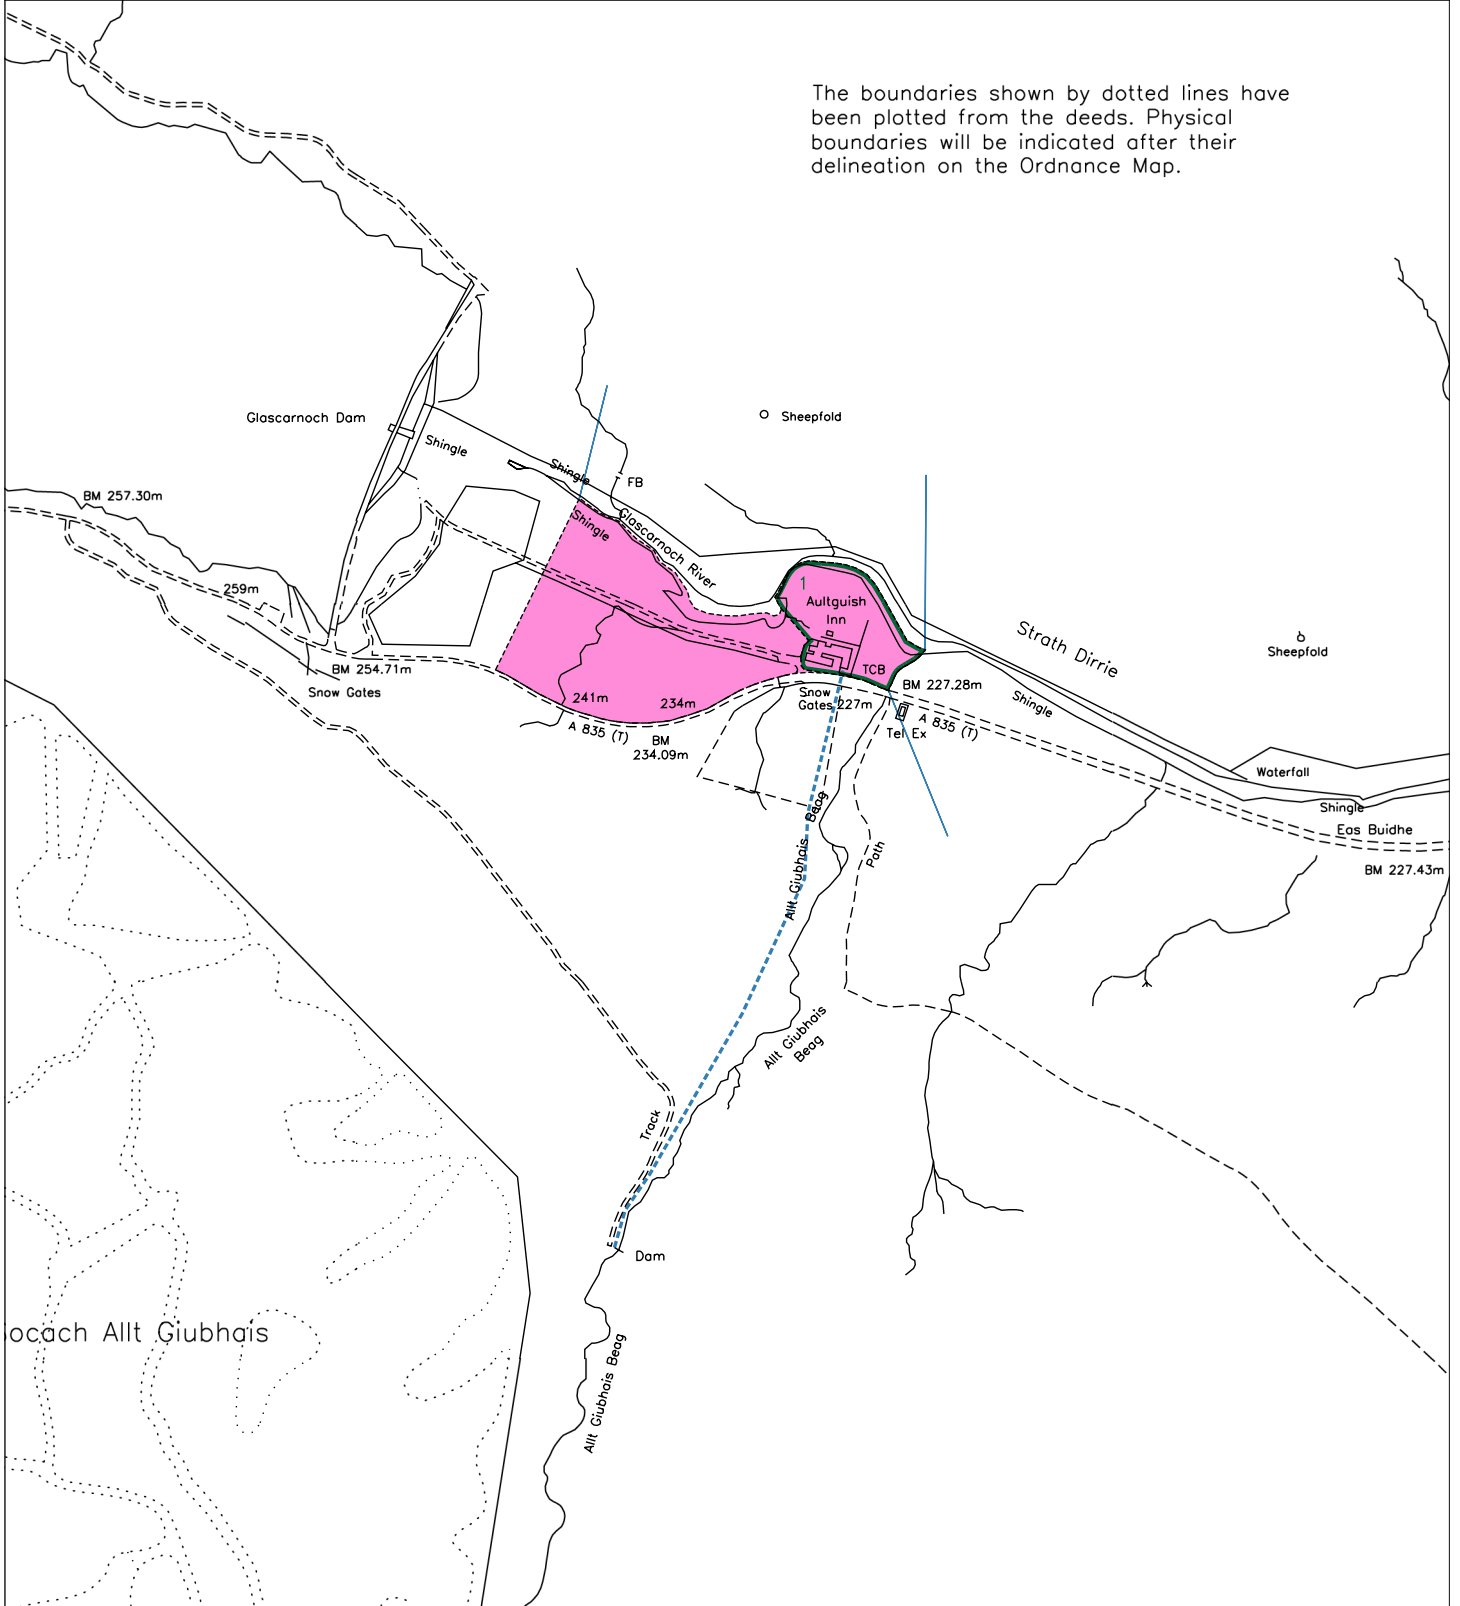 The boundaries shown by dotted lines have
been plotted from the deeds. Physical
boundaries will be indicated after their
delineation on the Ordnance Map.
Glascarnoch Dam
Sheepfold
Shingle
Shingle
FB
BM 257.30m
Shingle
Glascarnoch River
259m
1
Aultguish
Inn
Strath Dirrie
Sheepfold
BM 254.71m
TCB
BM 227.28m
Snow Gates
241m
234m
Snow
Gates 227m
Shingle
A 835 (T)
BM
234.09m
Tel Ex
A 835 (T)
Waterfall
Shingle
Eas Buidhe
BM 227.43m
Allt Giubhais Beag
Path
Allt Giubhais
Beag
Track
Dam
ocach Allt Giubhais
Allt Giubhais Beag